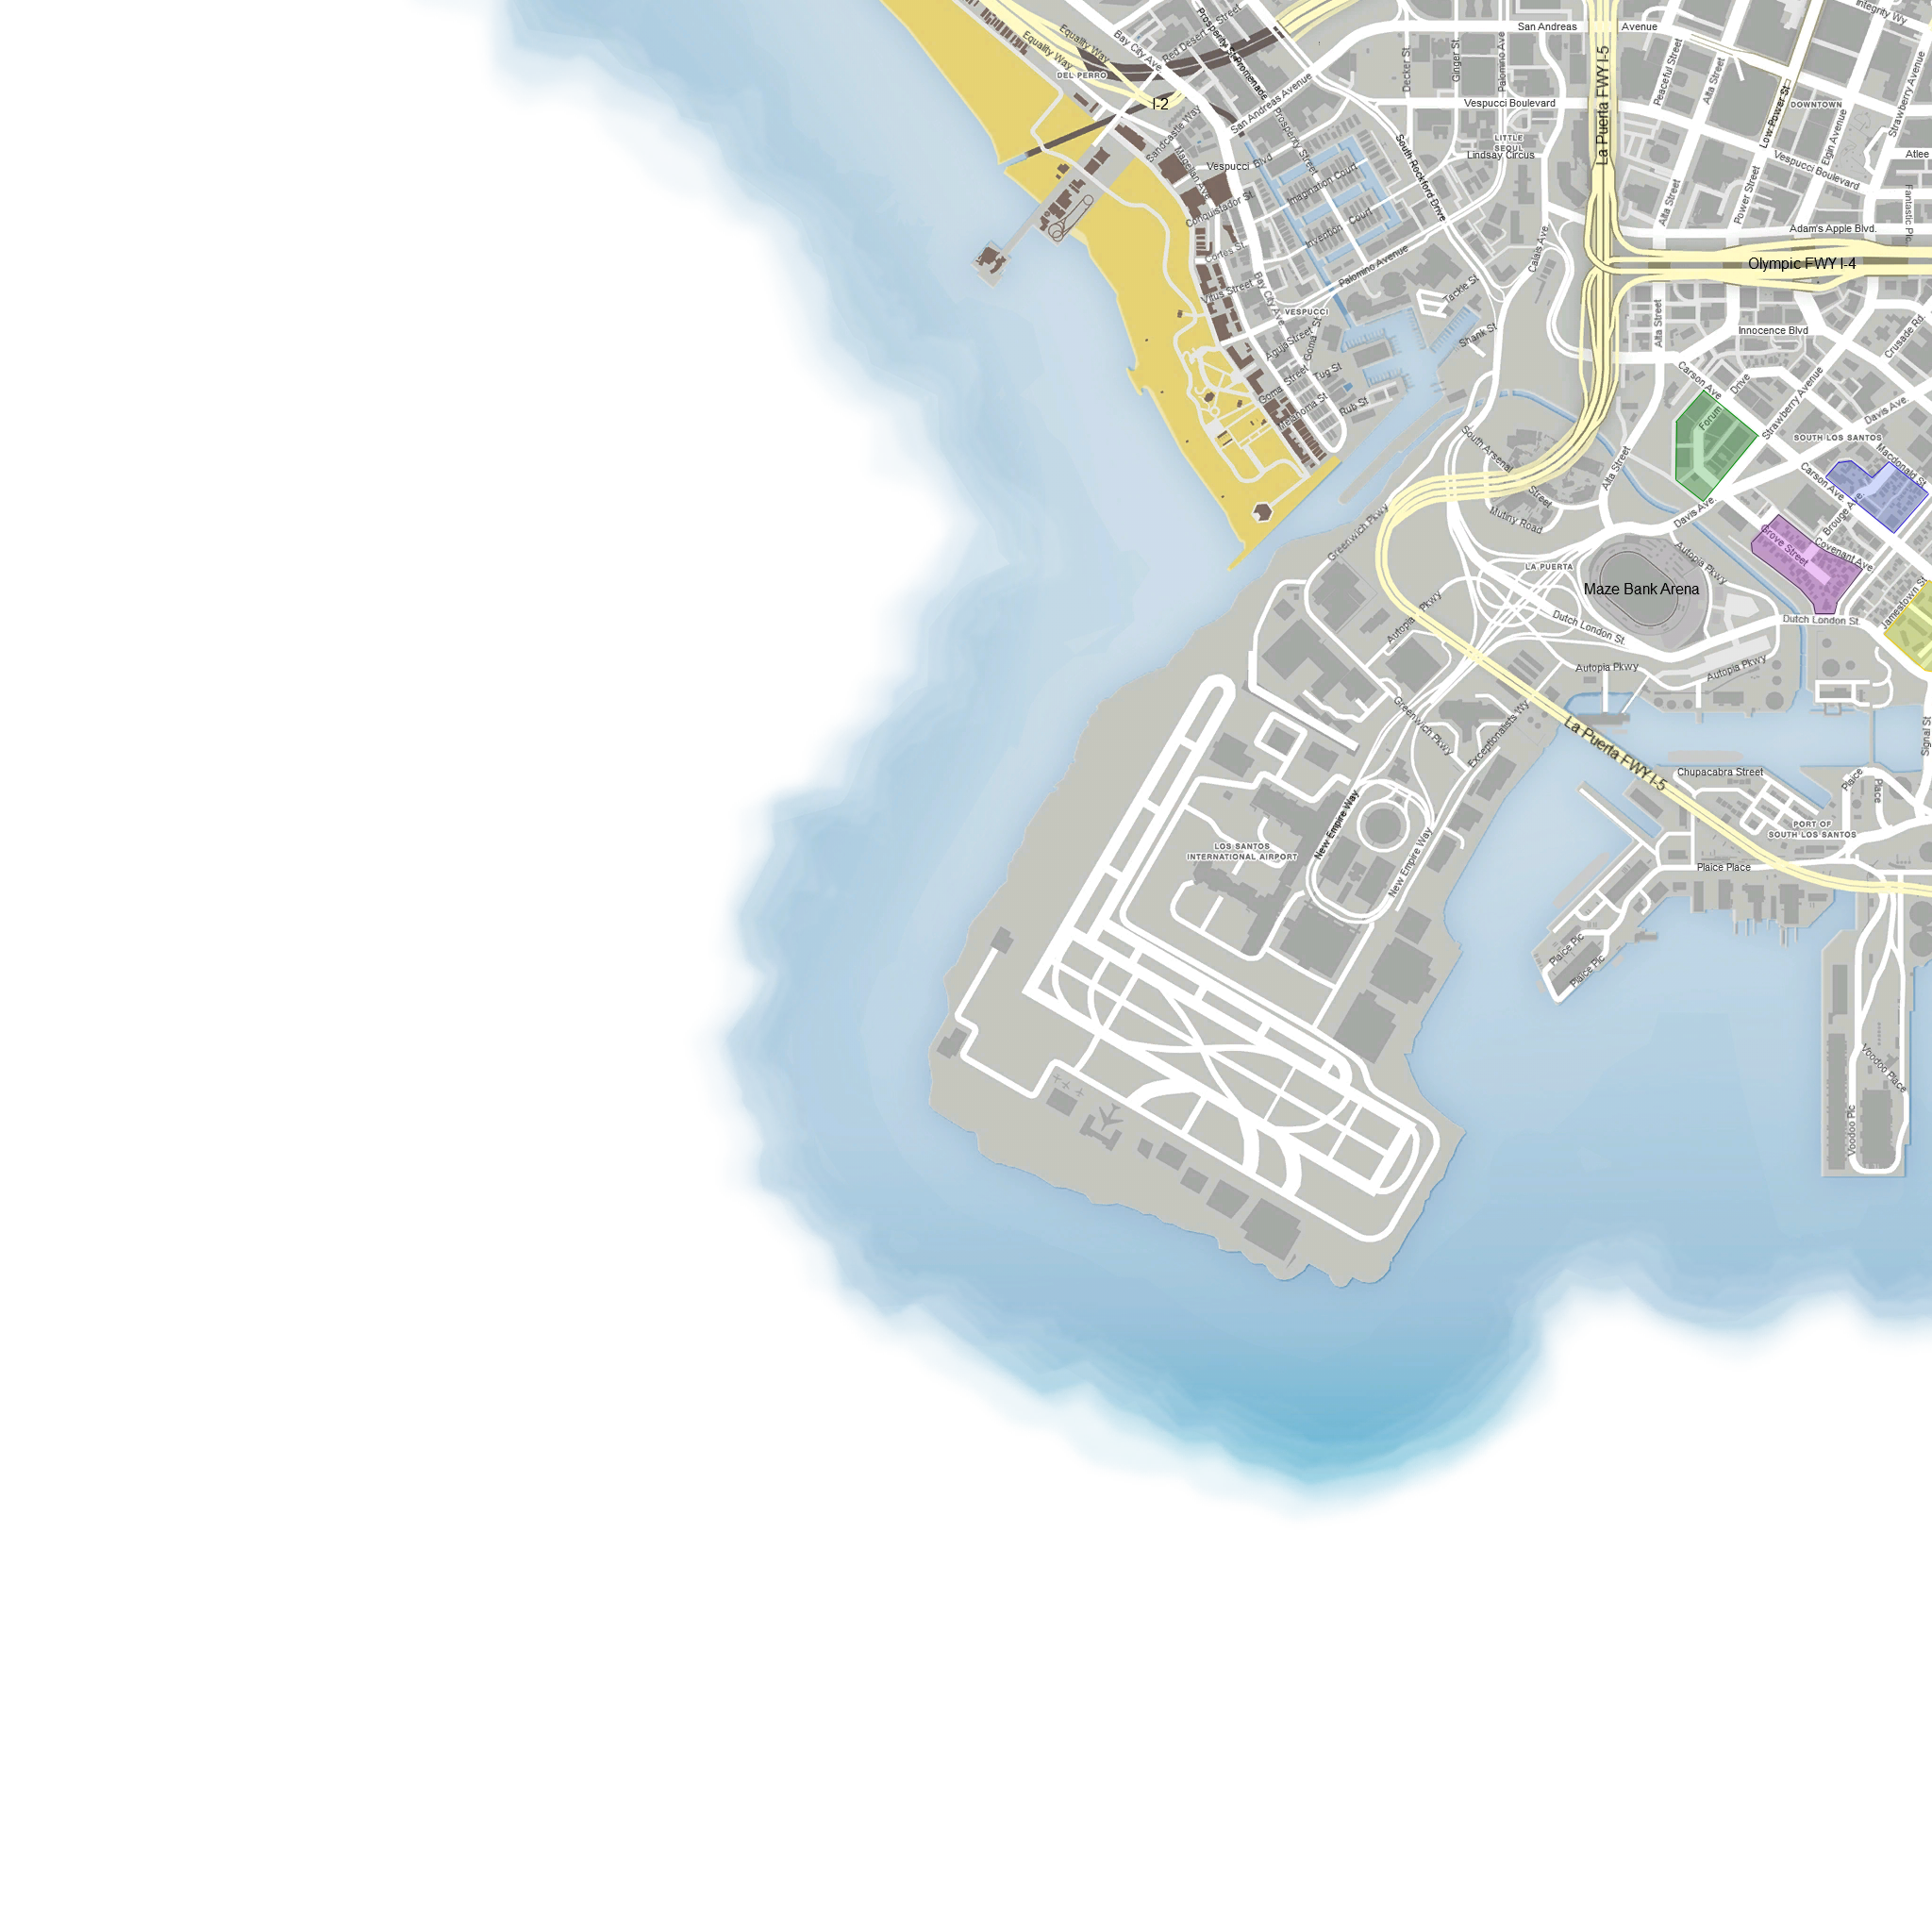 Integrity Wy
San Andreas
Avenue
Equality Way
Equality Way
Bay City Ave
Red Desert Street
Prosperity St
Promenade
DEL PERRO
I-2
San Andreas Avenue
Decker St.
Ginger St.
Palomino Ave
La Puerta FWY I-5
Peaceful Street
Alta Street
Low Power St
DOWNTOWN
Strawberry Avenue
Vespucci Boulevard
LITTLE
SEOUL
Lindsay Circus
Sandcastle Way
Magellan Ave
Vespucci Blvd
Prosperity Street
Imagination Court
South Rockford Drive
Elgin Avenue
Atlee
Vespucci Boulevard
Conquistador St.
Invention Court
Alta Street
Power Street
Fantastic Plc.
Adam's Apple Blvd.
Cortes St.
Palomino Avenue
Calais Ave
Olympic FWY I-4
Vitus Street
Bay City Ave
Tackle St
VESPUCCI
Aguja Street
Goma St
Shank St
Alta Street
Innocence Blvd
Crusade Rd.
Goma Street
Tug St
Melanoma St
Rub St
Carson Ave
Drive
Forum
Strawberry Avenue
Davis Ave.
SOUTH LOS SANTOS
Macdonald St
South Arsenal
Street
Alta Street
Carson Ave
Brouge Ave
Davis Ave.
Mutiny Road
Greenwich Pkwy
Grove Street
Covenant Ave
Autopia Pkwy
LA PUERTA
Maze Bank Arena
Jamestown St
Autopia Pkwy
Dutch London St.
Dutch London St.
Autopia Pkwy
Autopia Pkwy
Greenwich Pkwy
Exceptionalists Wy
La Puerta FWY I-5
Signal St
Chupacabra Street
Plaice
Place
New Empire Way
New Empire Way
LOS SANTOS
INTERNATIONAL AIRPORT
PORT OF
SOUTH LOS SANTOS
Plaice Place
Plaice Plc
Plaice Plc
Voodoo Place
Voodoo Plc